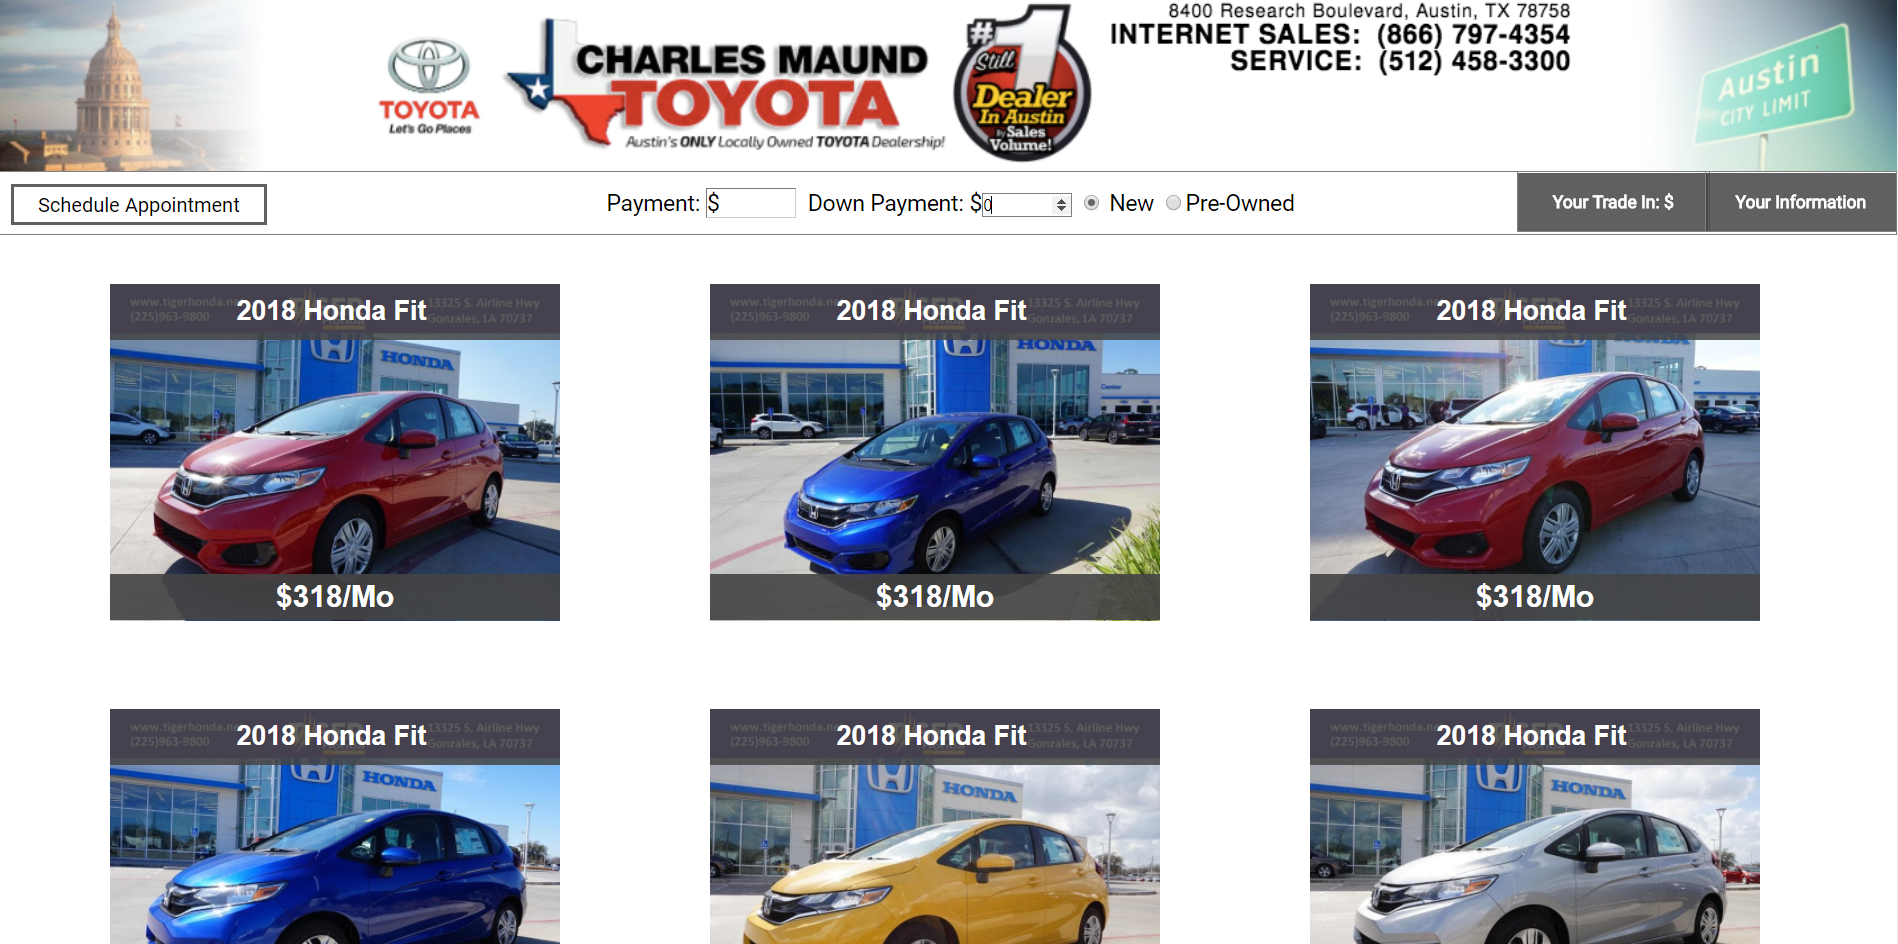 8400 Research Boulevard, Austin, TX 78758
INTERNET SALES: (866) 797-4354
SERVICE: (512) 458-3300
TOYOTA
Let's Go Places
CHARLES MAUND
TOYOTA
Austin's ONLY Locally Owned TOYOTA Dealership!
#1
Still
Dealer
In Austin
By Sales
Volume!
Austin
CITY LIMIT
Schedule Appointment
Payment: $
Down Payment: $0
New
Pre-Owned
Your Trade In: $
Your Information
www.tigerhonda.ne
(225)963-9800
2018 Honda Fit
13325 S. Airline Hwy
Gonzales, LA 70737
HONDA
$318/Mo
www.tigerhonda.ne
(225)963-9800
2018 Honda Fit
13325 S. Airline Hwy
Gonzales, LA 70737
HONDA
Center
$318/Mo
www.tigerhonda.ne
(225)963-9800
2018 Honda Fit
13325 S. Airline Hwy
Gonzales, LA 70737
HONDA
$318/Mo
www.tigerhonda.ne
(225)963-9800
2018 Honda Fit
13325 S. Airline Hwy
Gonzales, LA 70737
HONDA
www.tigerhonda.ne
(225)963-9800
2018 Honda Fit
13325 S. Airline Hwy
Gonzales, LA 70737
HONDA
www.tigerhonda.ne
(225)963-9800
2018 Honda Fit
13325 S. Airline Hwy
Gonzales, LA 70737
HONDA